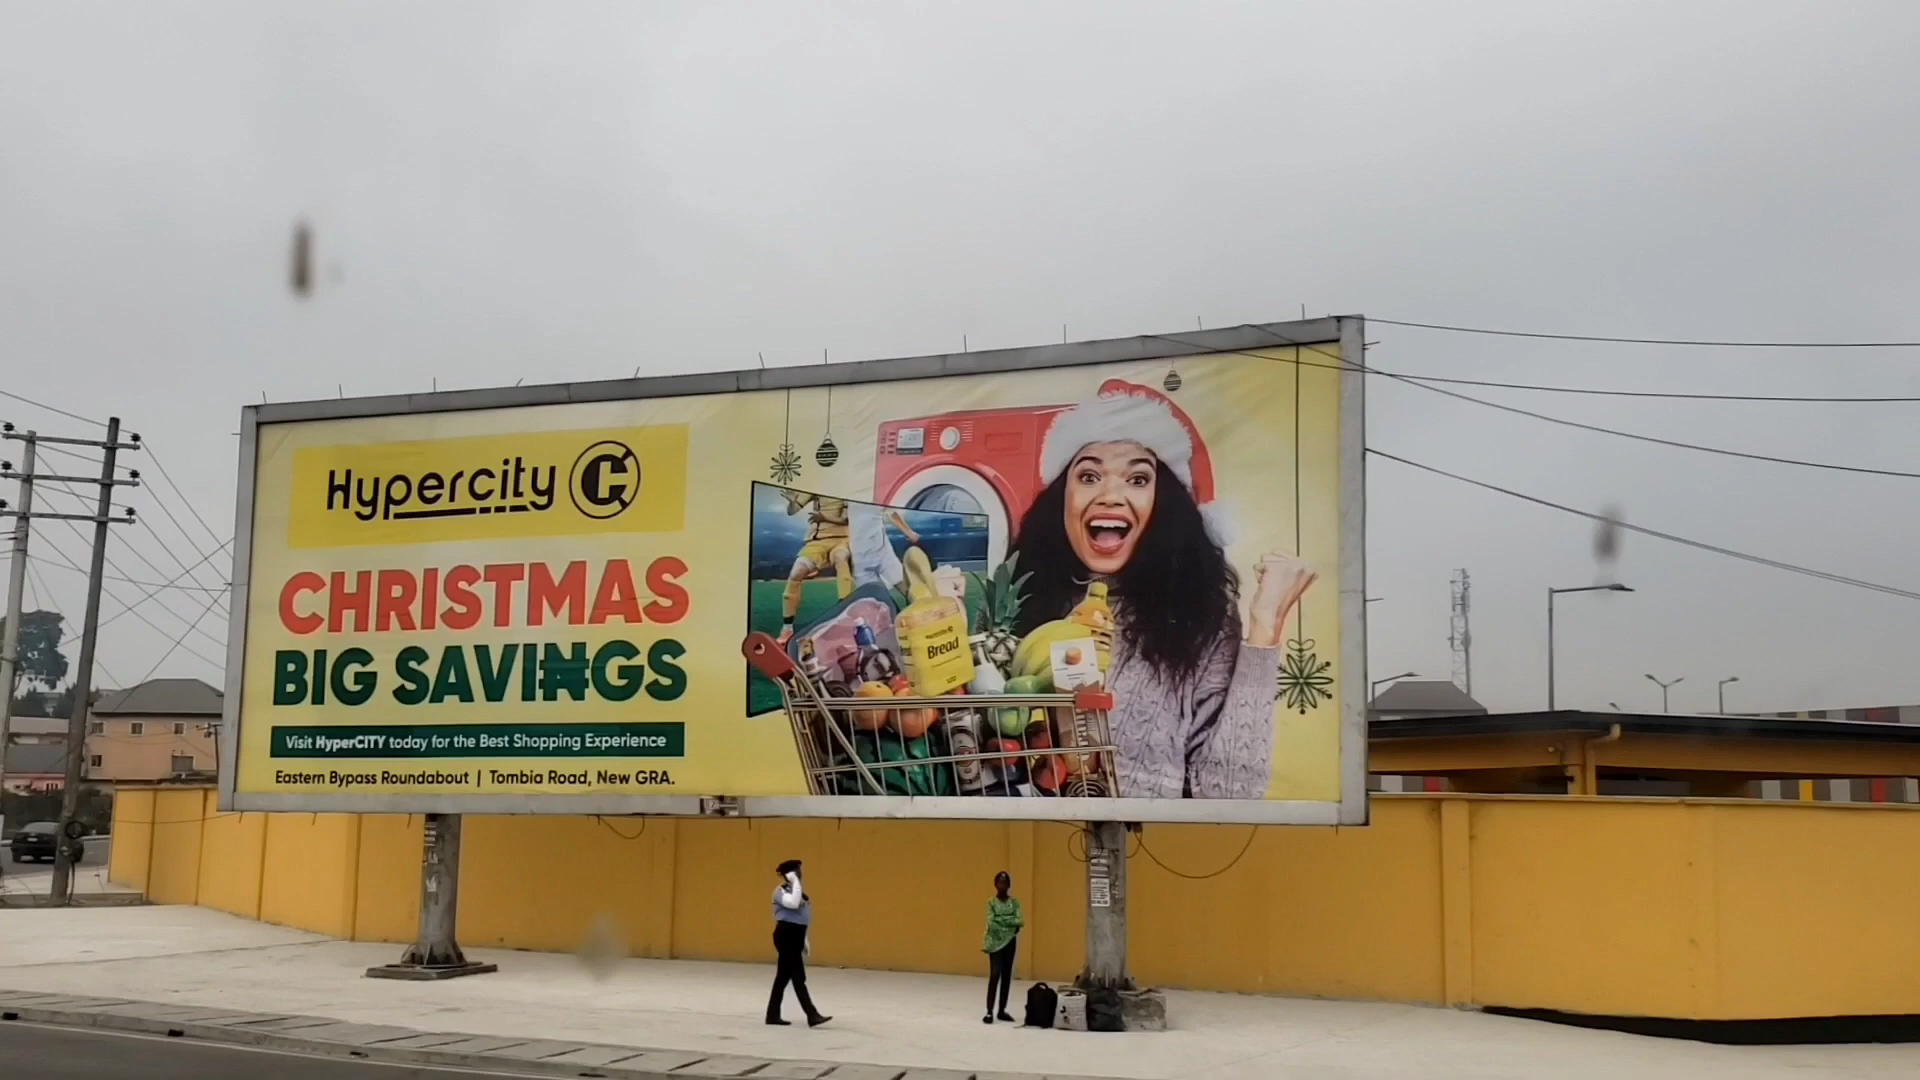 Hypercity
CHRISTMAS
BIG SAVI₦GS
Visit HyperCITY today for the Best Shopping Experience
Eastern Bypass Roundabout | Tombia Road, New GRA.
Bread